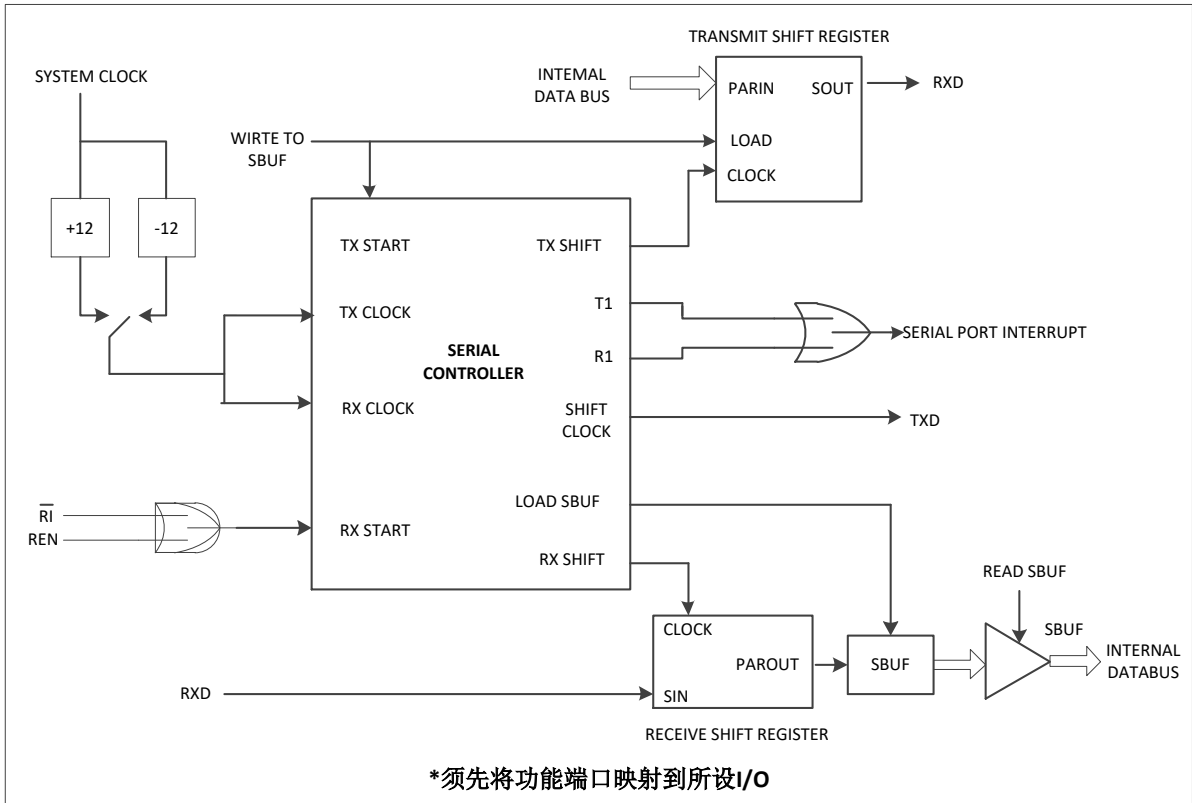 TRANSMIT SHIFT REGISTER
SYSTEM CLOCK
INTEMAL
DATA BUS
PARIN
SOUT
RXD
WIRTE TO
SBUF
LOAD
CLOCK
+12
-12
TX START
TX SHIFT
TX CLOCK
T1
SERIAL PORT INTERRUPT
R1
SERIAL
CONTROLLER
RX CLOCK
SHIFT
CLOCK
TXD
RI
REN
LOAD SBUF
RX START
RX SHIFT
READ SBUF
CLOCK
PAROUT
SBUF
SBUF
INTERNAL
DATABUS
RXD
SIN
RECEIVE SHIFT REGISTER
*须先将功能端口映射到所设I/O